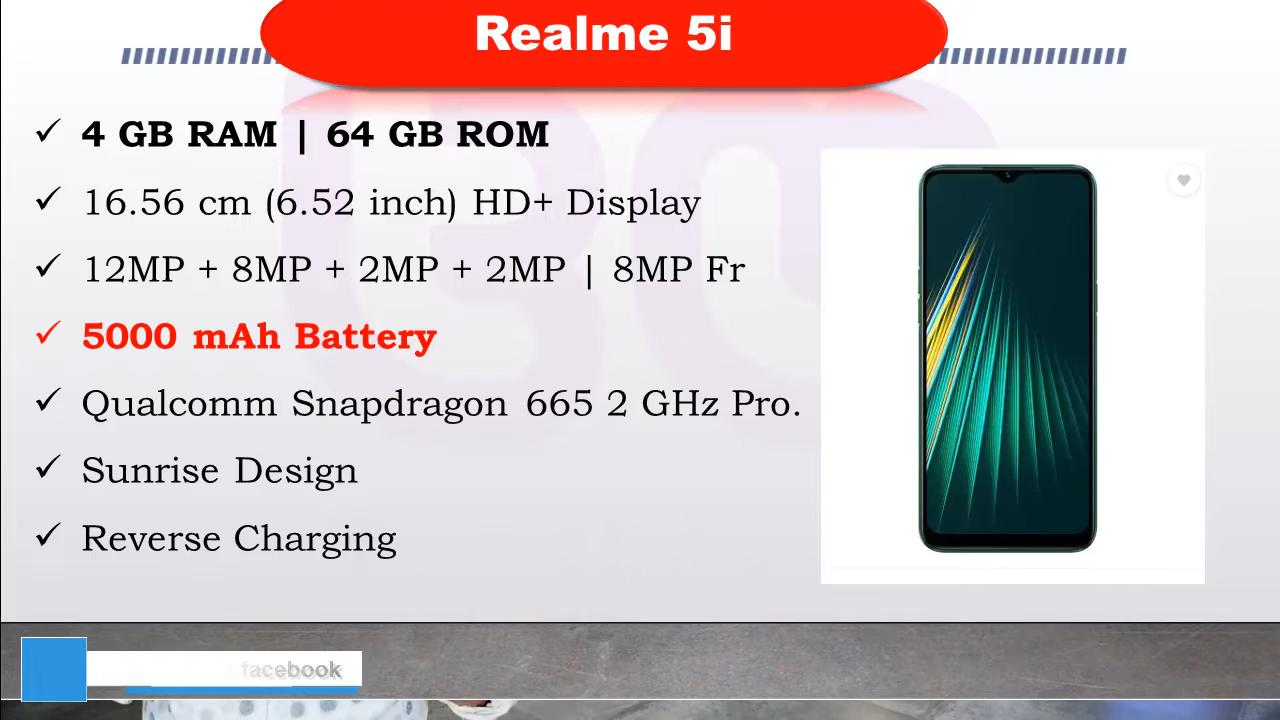 Realme 5i
4 GB RAM | 64 GB ROM
16.56 cm (6.52 inch) HD+ Display
12MP + 8MP + 2MP + 2MP | 8MP Fr
5000 mAh Battery
Qualcomm Snapdragon 665 2 GHz Pro.
Sunrise Design
Reverse Charging
facebook